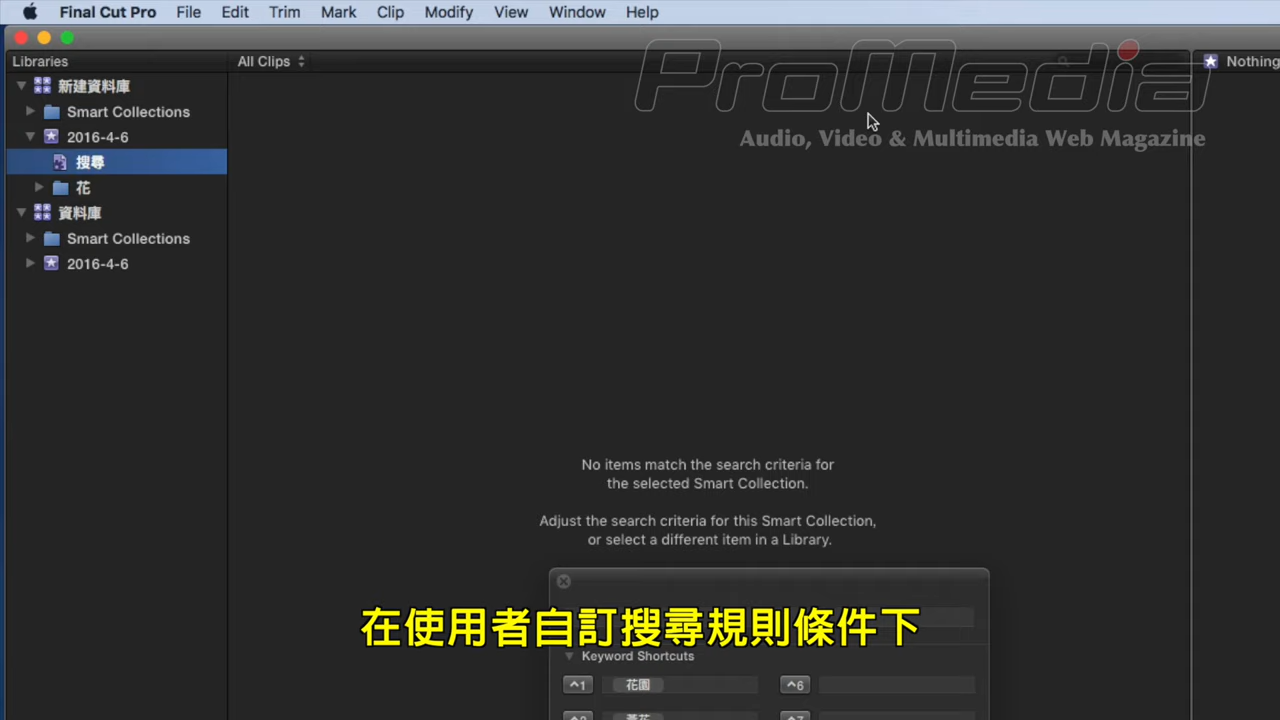 Final Cut Pro File Edit Trim Mark Clip Modify View Window Help
Libraries
All Clips
Nothing
新建資料庫
Smart Collections
2016-4-6
搜尋
花
資料庫
Smart Collections
2016-4-6
ProMedia
Audio, Video & Multimedia Web Magazine
No items match the search criteria for
the selected Smart Collection.
Adjust the search criteria for this Smart Collection,
or select a different item in a Library.
在使用者自訂搜尋規則條件下
Keyword Shortcuts
^1 花園 ^6
^7